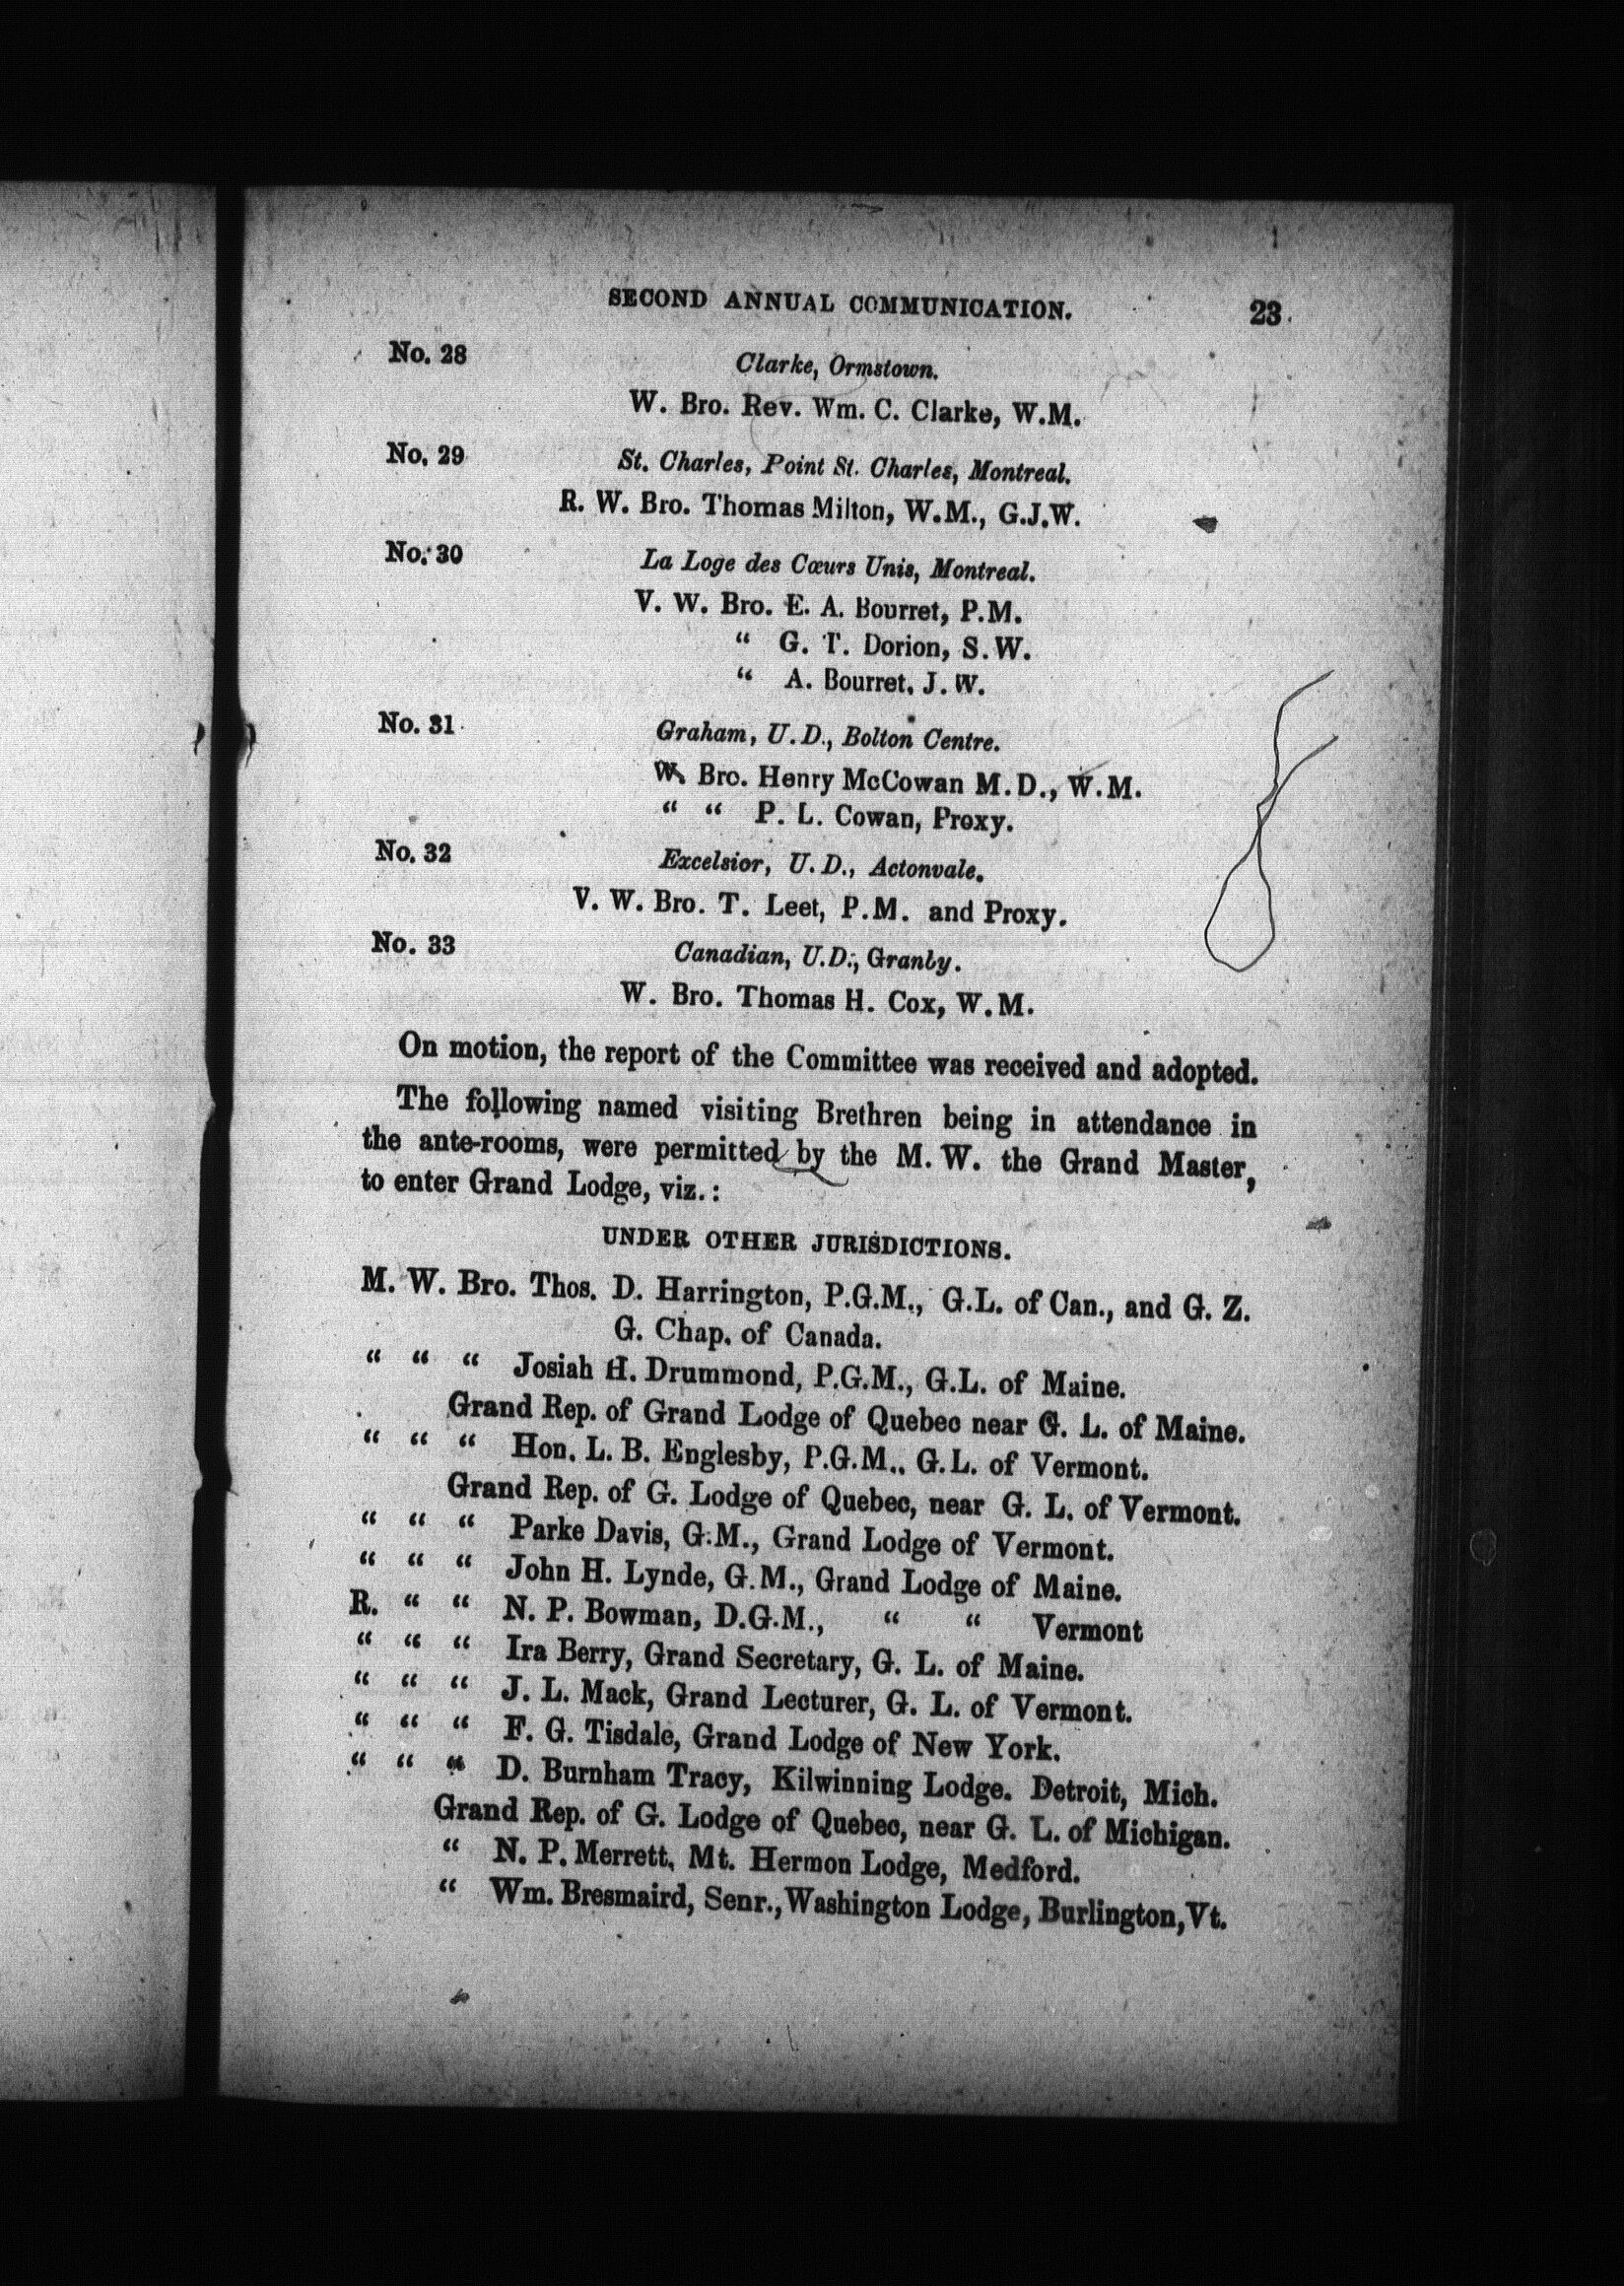 SECOND ANNUAL COMMUNICATION. 23
No. 28 Clarke, Ormstown.
W. Bro. Rev. Wm. C. Clarke, W.M.
No. 29 St. Charles, Point St. Charles, Montreal.
R. W. Bro. Thomas Milton, W.M., G.J.W.
No. 30 La Loge des Cœurs Unis, Montreal.
V. W. Bro. E. A. Bourret, P.M.
“ G. T. Dorion, S.W.
“ A. Bourret, J.W.
No. 31 Graham, U.D., Bolton Centre.
W. Bro. Henry McCowan M.D., W.M.
“ “ P. L. Cowan, Proxy.
No. 32 Excelsior, U.D., Actonvale.
V. W. Bro. T. Leet, P.M. and Proxy.
No. 33 Canadian, U.D., Granby.
W. Bro. Thomas H. Cox, W.M.
On motion, the report of the Committee was received and adopted.
The following named visiting Brethren being in attendance in
the ante-rooms, were permitted by the M. W. the Grand Master,
to enter Grand Lodge, viz.:
UNDER OTHER JURISDICTIONS.
M. W. Bro. Thos. D. Harrington, P.G.M., G.L. of Can., and G. Z.
G. Chap. of Canada.
“ “ “ Josiah H. Drummond, P.G.M., G.L. of Maine.
Grand Rep. of Grand Lodge of Quebec near G. L. of Maine.
“ “ “ Hon. L. B. Englesby, P.G.M., G.L. of Vermont.
Grand Rep. of G. Lodge of Quebec, near G. L. of Vermont.
“ “ “ Parke Davis, G.M., Grand Lodge of Vermont.
“ “ “ John H. Lynde, G.M., Grand Lodge of Maine.
R. “ “ N. P. Bowman, D.G.M., “ “ Vermont
“ “ “ Ira Berry, Grand Secretary, G. L. of Maine.
“ “ “ J. L. Mack, Grand Lecturer, G. L. of Vermont.
“ “ “ F. G. Tisdale, Grand Lodge of New York.
“ “ “ D. Burnham Tracy, Kilwinning Lodge. Detroit, Mich.
Grand Rep. of G. Lodge of Quebec, near G. L. of Michigan.
“ N. P. Merrett, Mt. Hermon Lodge, Medford.
“ Wm. Bresmaird, Senr., Washington Lodge, Burlington, Vt.